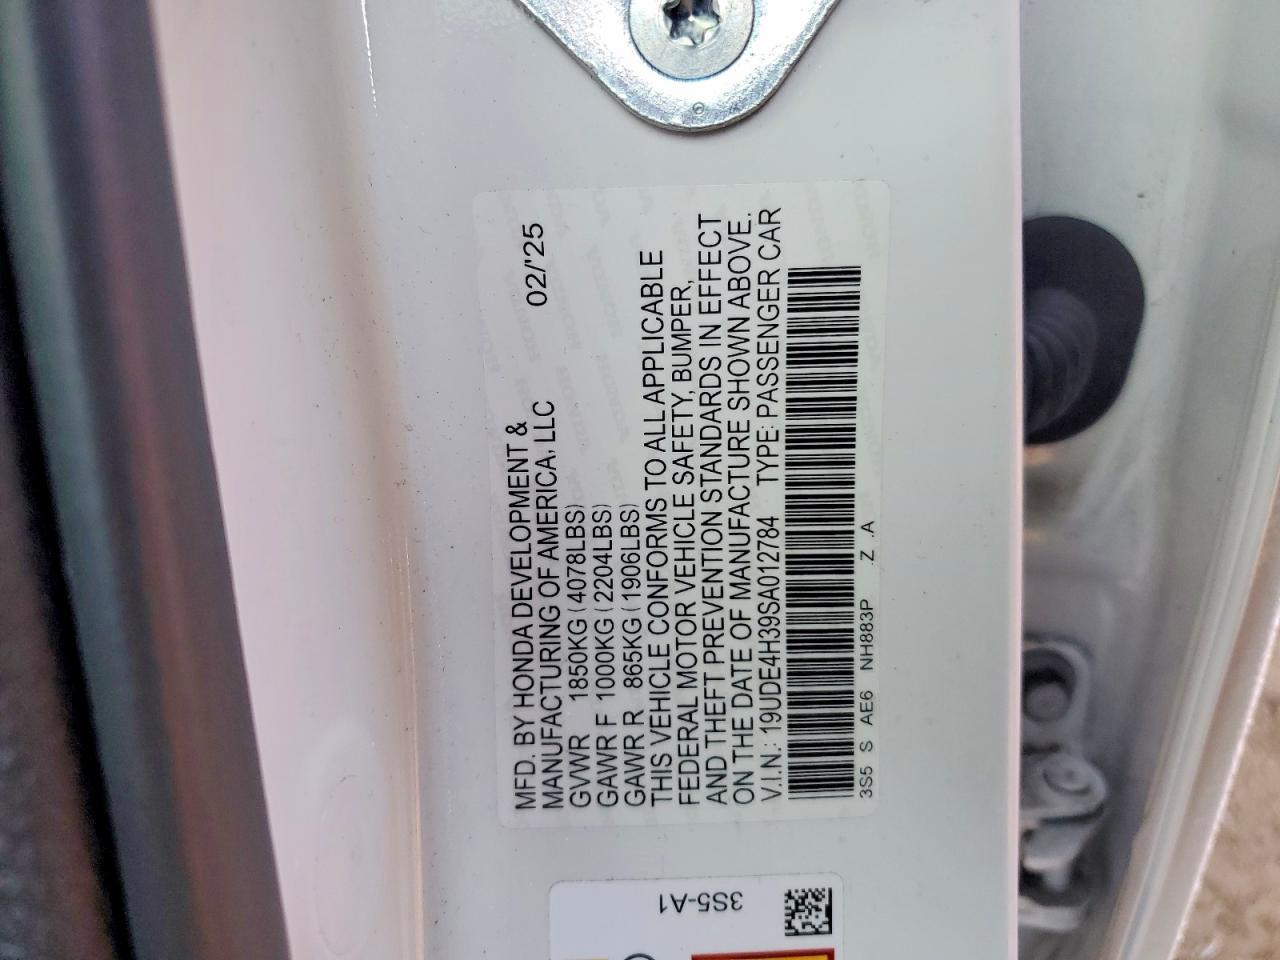 MFD. BY HONDA DEVELOPMENT &
MANUFACTURING OF AMERICA, LLC 02/'25
GVWR 1850KG (4078LBS)
GAWR F 1000KG (2204LBS)
GAWR R 865KG (1906LBS)
THIS VEHICLE CONFORMS TO ALL APPLICABLE
FEDERAL MOTOR VEHICLE SAFETY, BUMPER,
AND THEFT PREVENTION STANDARDS IN EFFECT
ON THE DATE OF MANUFACTURE SHOWN ABOVE.
V.I.N.: 19UDE4H39SA012784 TYPE: PASSENGER CAR
3S5 S AE6 NH883P .Z .A
3S5-A1